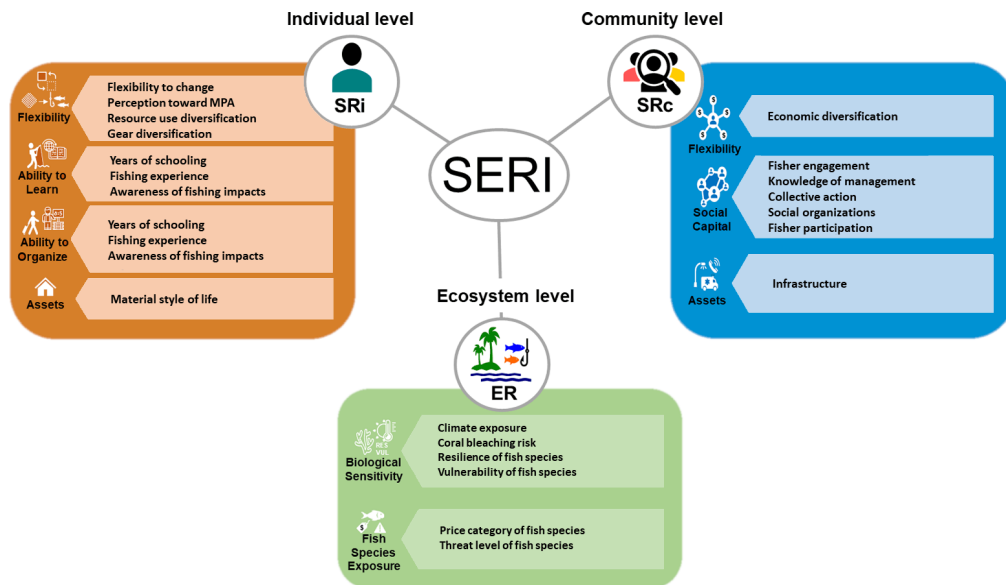 Individual level
Community level
SRi
SRc
SERI
Flexibility
Flexibility to change
Perception toward MPA
Resource use diversification
Gear diversification
Ability to
Learn
Years of schooling
Fishing experience
Awareness of fishing impacts
Ability to
Organize
Years of schooling
Fishing experience
Awareness of fishing impacts
Assets
Material style of life
Flexibility
Economic diversification
Social
Capital
Fisher engagement
Knowledge of management
Collective action
Social organizations
Fisher participation
Assets
Infrastructure
Ecosystem level
ER
RES
VUL
Biological
Sensitivity
Climate exposure
Coral bleaching risk
Resilience of fish species
Vulnerability of fish species
Fish
Species
Exposure
Price category of fish species
Threat level of fish species